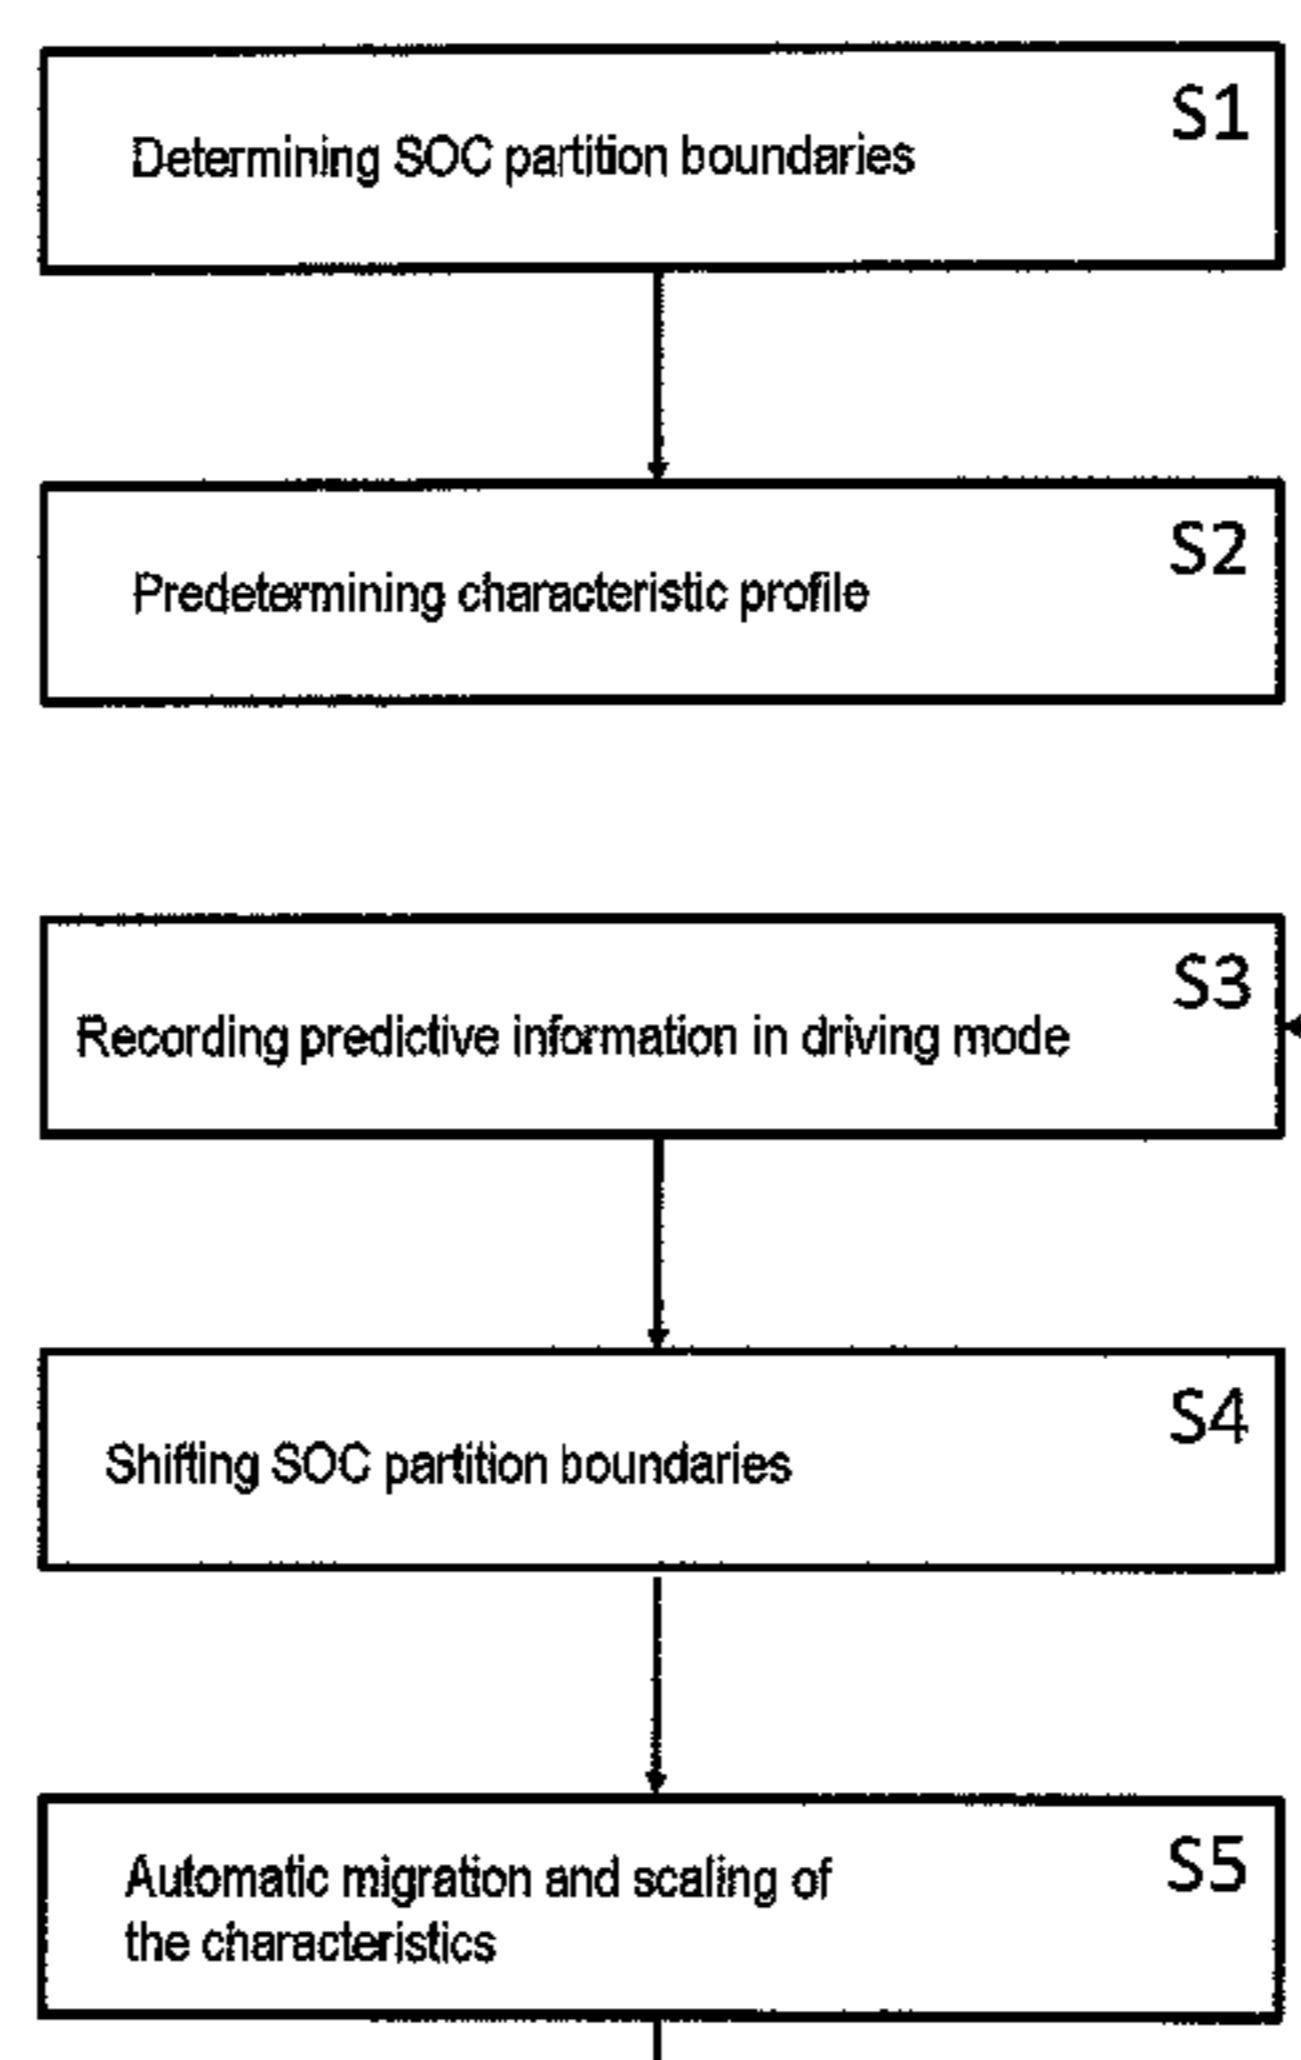 S1
Determining SOC partition boundaries
S2
Predetermining characteristic profile
S3
Recording predictive information in driving mode
S4
Shifting SOC partition boundaries
S5
Automatic migration and scaling of
the characteristics